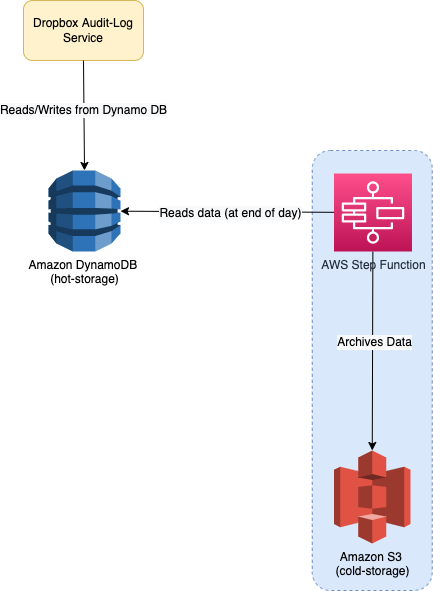 Dropbox Audit-Log
Service
Reads/Writes from Dynamo DB
Amazon DynamoDB
(hot-storage)
Reads data (at end of day)
AWS Step Function
Archives Data
Amazon S3
(cold-storage)